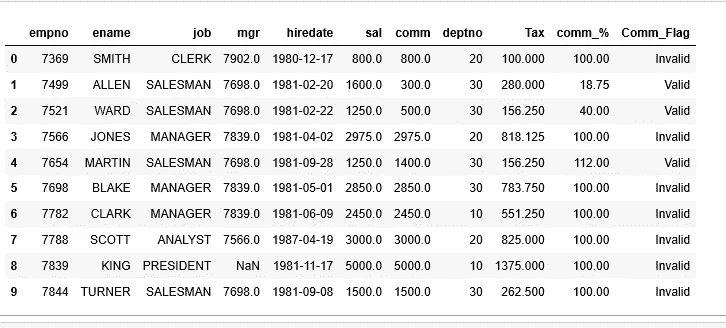 empno ename job mgr hiredate sal comm deptno Tax comm_% Comm_Flag
0 7369 SMITH CLERK 7902.0 1980-12-17 800.0 800.0 20 100.000 100.00 Invalid
1 7499 ALLEN SALESMAN 7698.0 1981-02-20 1600.0 300.0 30 280.000 18.75 Valid
2 7521 WARD SALESMAN 7698.0 1981-02-22 1250.0 500.0 30 156.250 40.00 Valid
3 7566 JONES MANAGER 7839.0 1981-04-02 2975.0 2975.0 20 818.125 100.00 Invalid
4 7654 MARTIN SALESMAN 7698.0 1981-09-28 1250.0 1400.0 30 156.250 112.00 Valid
5 7698 BLAKE MANAGER 7839.0 1981-05-01 2850.0 2850.0 30 783.750 100.00 Invalid
6 7782 CLARK MANAGER 7839.0 1981-06-09 2450.0 2450.0 10 551.250 100.00 Invalid
7 7788 SCOTT ANALYST 7566.0 1987-04-19 3000.0 3000.0 20 825.000 100.00 Invalid
8 7839 KING PRESIDENT NaN 1981-11-17 5000.0 5000.0 10 1375.000 100.00 Invalid
9 7844 TURNER SALESMAN 7698.0 1981-09-08 1500.0 1500.0 30 262.500 100.00 Invalid